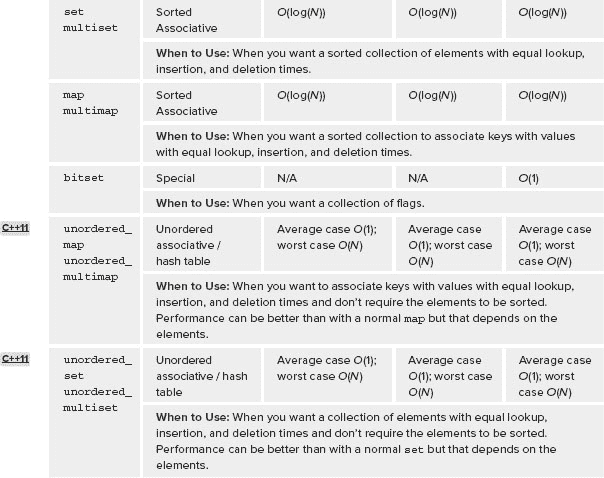 set
multiset
Sorted
Associative
O(log(N))
O(log(N))
O(log(N))
When to Use: When you want a sorted collection of elements with equal lookup,
insertion, and deletion times.
map
multimap
Sorted
Associative
O(log(N))
O(log(N))
O(log(N))
When to Use: When you want a sorted collection to associate keys with values
with equal lookup, insertion, and deletion times.
bitset
Special
N/A
N/A
O(1)
When to Use: When you want a collection of flags.
C++11
unordered_
map
unordered_
multimap
Unordered
associative /
hash table
Average case O(1);
worst case O(N)
Average case
O(1); worst case
O(N)
Average case
O(1); worst
case O(N)
When to Use: When you want to associate keys with values with equal lookup,
insertion, and deletion times and don't require the elements to be sorted.
Performance can be better than with a normal map but that depends on the
elements.
C++11
unordered_
set
unordered_
multiset
Unordered
associative / hash
table
Average case O(1);
worst case O(N)
Average case
O(1); worst case
O(N)
Average case
O(1); worst
case O(N)
When to Use: When you want a collection of elements with equal lookup,
insertion, and deletion times and don't require the elements to be sorted.
Performance can be better than with a normal set but that depends on the
elements.